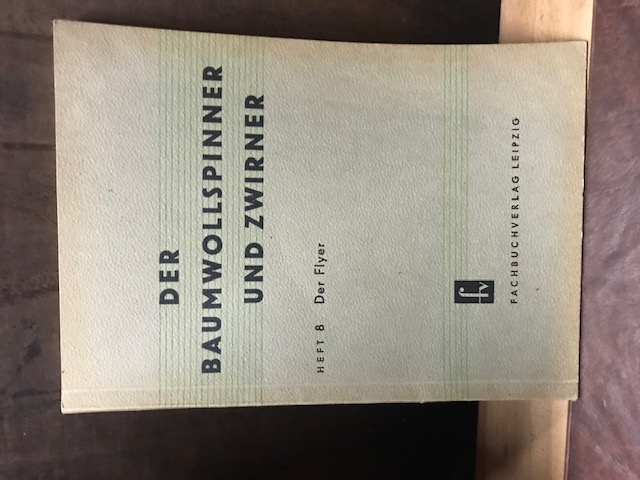 DER
BAUMWOLLSPINNER
UND ZWIRNER
HEFT 8 Der Flyer
fv
FACHBUCHVERLAG LEIPZIG